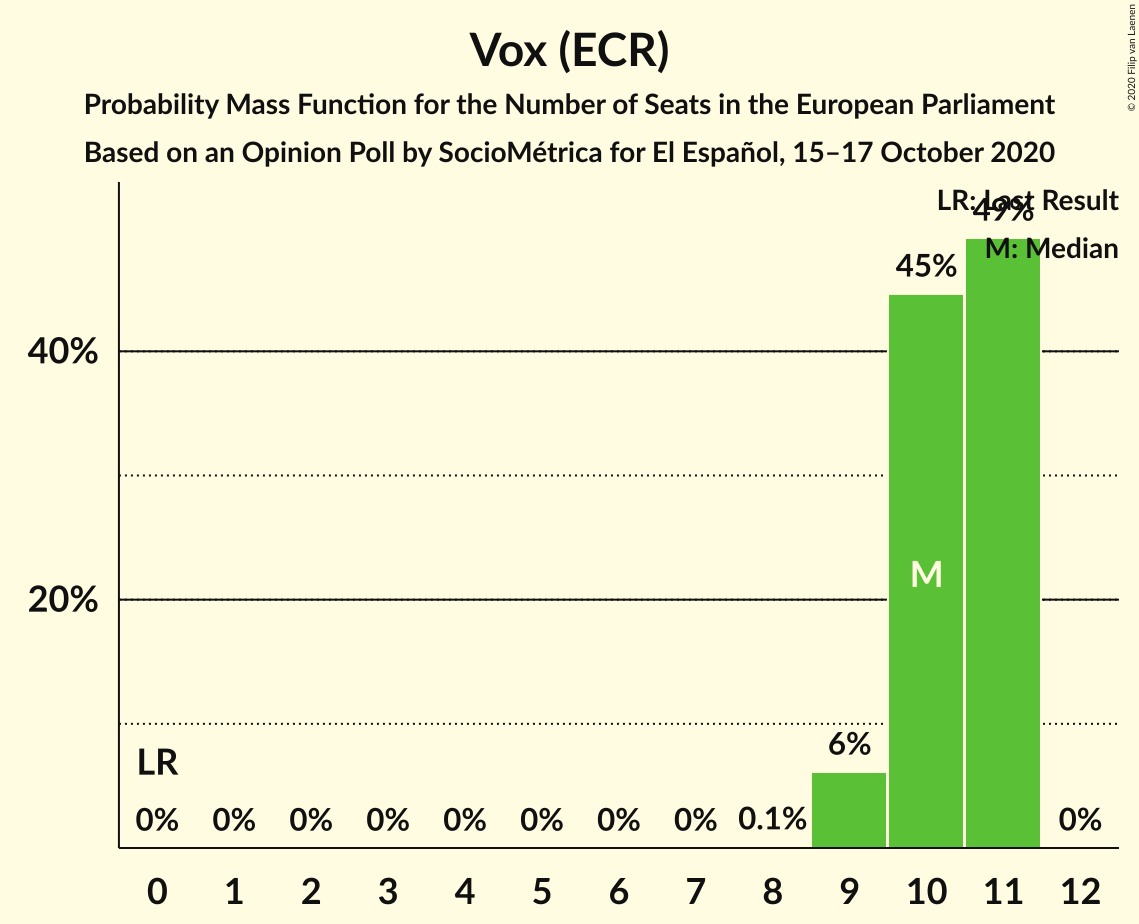 © 2020 Filip van Laenen
Vox (ECR)
Probability Mass Function for the Number of Seats in the European Parliament
Based on an Opinion Poll by SocioMétrica for El Español, 15–17 October 2020
LR: Last Result
49%
M: Median
45%
40%
M
20%
6%
LR
0% 0% 0% 0% 0% 0% 0% 0% 0.1% 0%
0 1 2 3 4 5 6 7 8 9 10 11 12